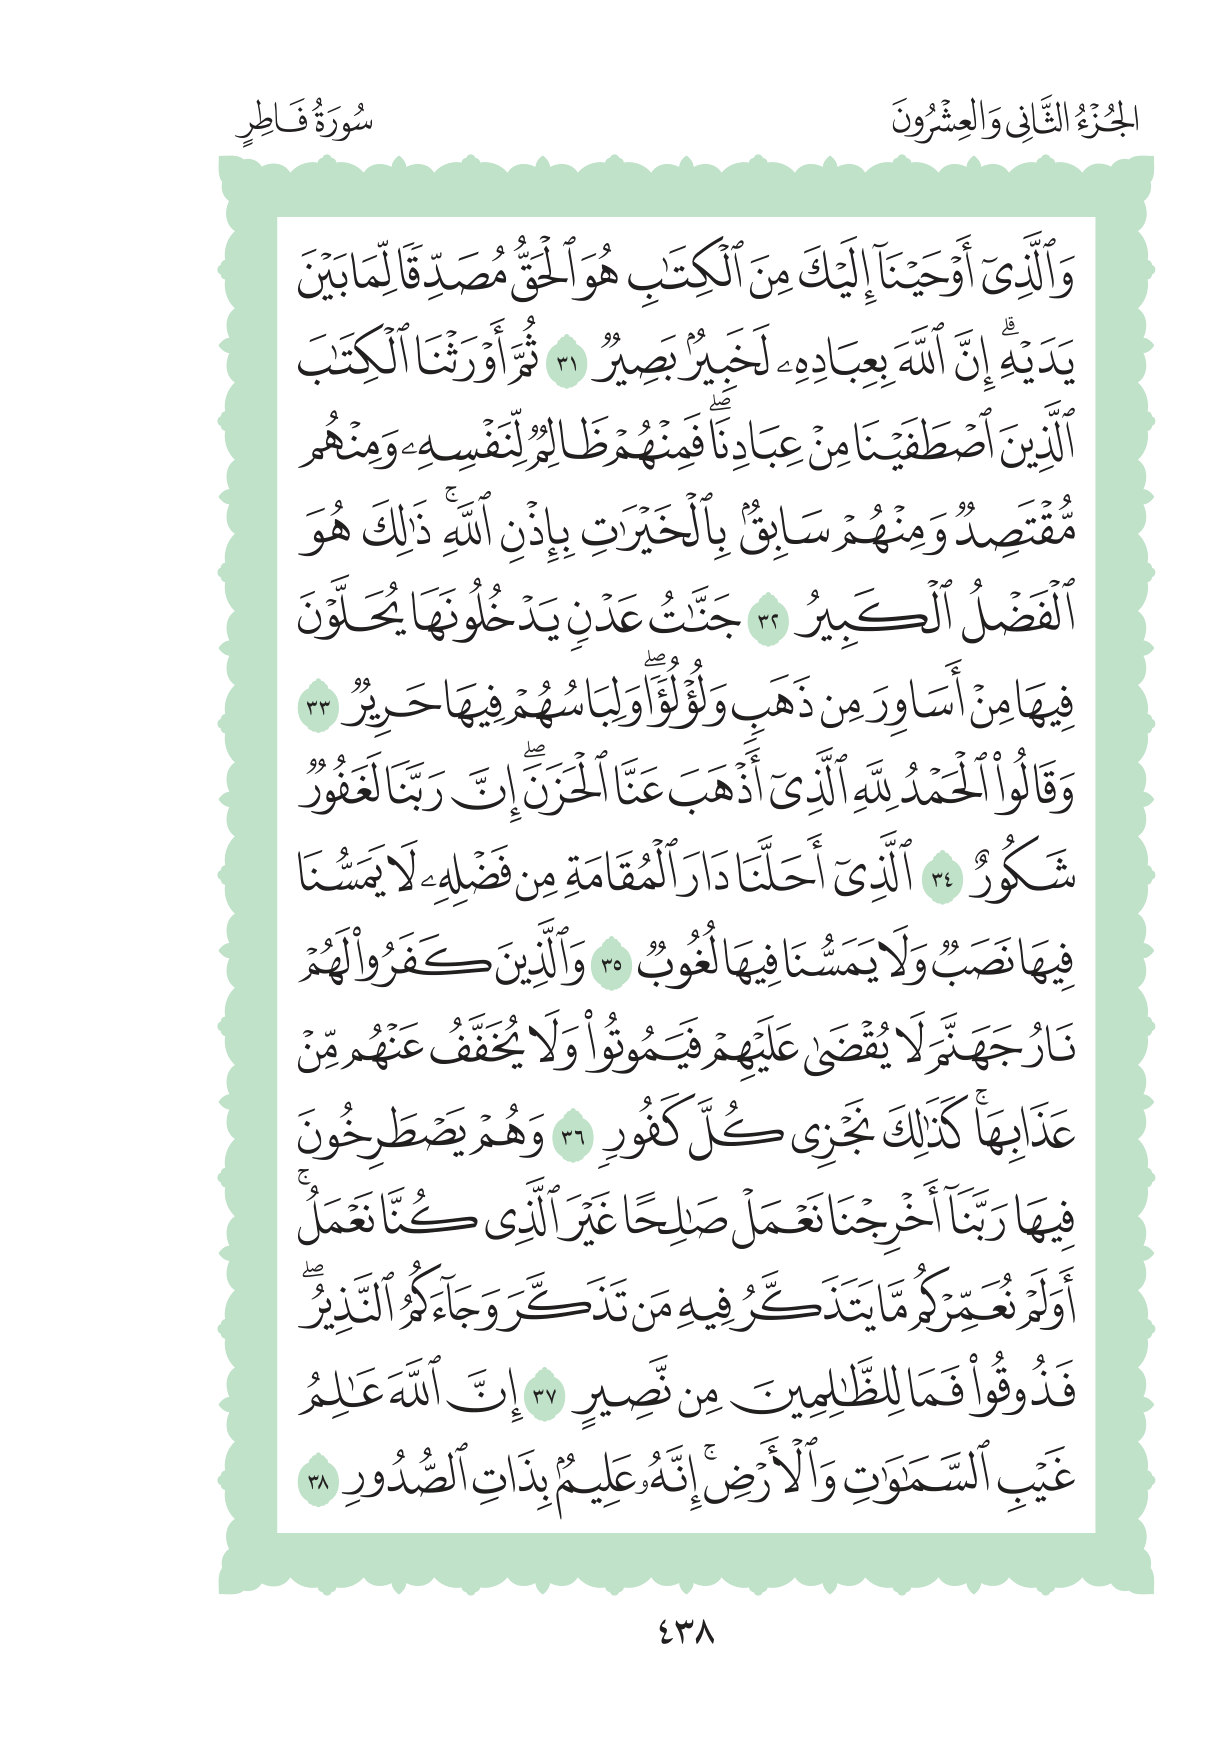 الجُزْءُ الثَّانِي وَالعِشْرُونَ
سُورَةُ فَاطِرٍ
وَٱلَّذِىٓ أَوۡحَيۡنَآ إِلَيۡكَ مِنَ ٱلۡكِتَٰبِ هُوَ ٱلۡحَقُّ مُصَدِّقٗا لِّمَا بَيۡنَ
يَدَيۡهِۗ إِنَّ ٱللَّهَ بِعِبَادِهِۦ لَخَبِيرُۢ بَصِيرٞ ٣١ ثُمَّ أَوۡرَثۡنَا ٱلۡكِتَٰبَ
ٱلَّذِينَ ٱصۡطَفَيۡنَا مِنۡ عِبَادِنَاۖ فَمِنۡهُمۡ ظَالِمٞ لِّنَفۡسِهِۦ وَمِنۡهُم
مُّقۡتَصِدٞ وَمِنۡهُمۡ سَابِقُۢ بِٱلۡخَيۡرَٰتِ بِإِذۡنِ ٱللَّهِۚ ذَٰلِكَ هُوَ
ٱلۡفَضۡلُ ٱلۡكَبِيرُ ٣٢ جَنَّٰتُ عَدۡنٖ يَدۡخُلُونَهَا يُحَلَّوۡنَ
فِيهَا مِنۡ أَسَاوِرَ مِن ذَهَبٖ وَلُؤۡلُؤٗاۖ وَلِبَاسُهُمۡ فِيهَا حَرِيرٞ ٣٣
وَقَالُواْ ٱلۡحَمۡدُ لِلَّهِ ٱلَّذِىٓ أَذۡهَبَ عَنَّا ٱلۡحَزَنَۖ إِنَّ رَبَّنَا لَغَفُورٞ
شَكُورٌ ٣٤ ٱلَّذِىٓ أَحَلَّنَا دَارَ ٱلۡمُقَامَةِ مِن فَضۡلِهِۦ لَا يَمَسُّنَا
فِيهَا نَصَبٞ وَلَا يَمَسُّنَا فِيهَا لُغُوبٞ ٣٥ وَٱلَّذِينَ كَفَرُواْ لَهُمۡ
نَارُ جَهَنَّمَ لَا يُقۡضَىٰ عَلَيۡهِمۡ فَيَمُوتُواْ وَلَا يُخَفَّفُ عَنۡهُم مِّنۡ
عَذَابِهَاۚ كَذَٰلِكَ نَجۡزِى كُلَّ كَفُورٖ ٣٦ وَهُمۡ يَصۡطَرِخُونَ
فِيهَا رَبَّنَآ أَخۡرِجۡنَا نَعۡمَلۡ صَٰلِحًا غَيۡرَ ٱلَّذِى كُنَّا نَعۡمَلُۚ
أَوَلَمۡ نُعَمِّرۡكُم مَّا يَتَذَكَّرُ فِيهِ مَن تَذَكَّرَ وَجَآءَكُمُ ٱلنَّذِيرُۖ
فَذُوقُواْ فَمَا لِلظَّٰلِمِينَ مِن نَّصِيرٍ ٣٧ إِنَّ ٱللَّهَ عَٰلِمُ
غَيۡبِ ٱلسَّمَٰوَٰتِ وَٱلۡأَرۡضِۚ إِنَّهُۥ عَلِيمُۢ بِذَاتِ ٱلصُّدُورِ ٣٨
٤٣٨